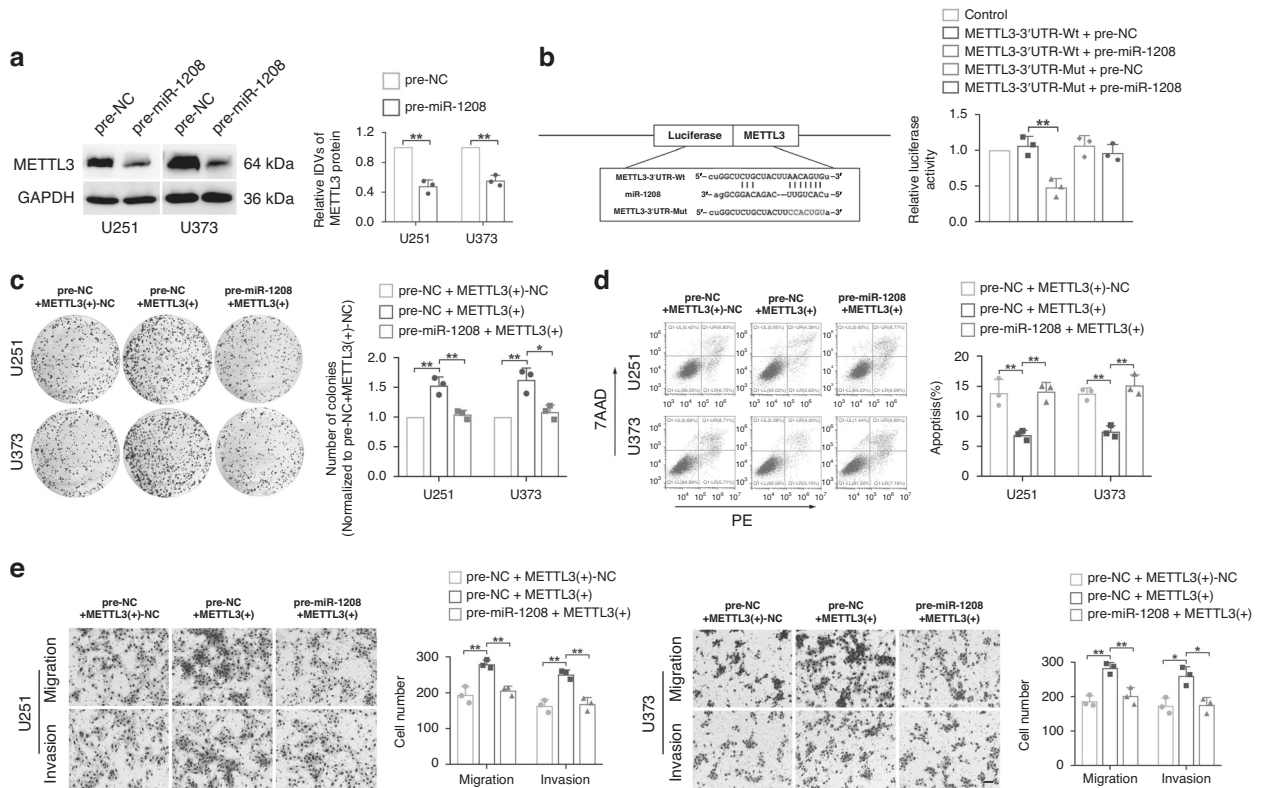 a
pre-NC
pre-miR-1208
pre-NC
pre-miR-1208
METTL3
64 kDa
GAPDH
36 kDa
U251
U373
pre-NC
pre-miR-1208
Relative IDVs of
METTL3 protein
1.2
0.8
0.4
0.0
**
**
U251
U373
b
Luciferase
METTL3
METTL3-3'UTR-Wt
5'– cuGGCUCUGCUACUUUAACAGUGu –3'
miR-1208
3'– agGCGGACAGAC---UUGUCACu –5'
METTL3-3'UTR-Mut
5'– cuGGCUCUGCUACUUCCACUGUa –3'
Control
METTL3-3'UTR-Wt + pre-NC
METTL3-3'UTR-Wt + pre-miR-1208
METTL3-3'UTR-Mut + pre-NC
METTL3-3'UTR-Mut + pre-miR-1208
Relative luciferase
activity
1.5
1.0
0.5
0.0
**
c
pre-NC
+METTL3(+)-NC
pre-NC
+METTL3(+)
pre-miR-1208
+METTL3(+)
U251
U373
pre-NC + METTL3(+)-NC
pre-NC + METTL3(+)
pre-miR-1208 + METTL3(+)
Number of colonies
(Normalized to pre-NC+METTL3(+)-NC)
2.0
1.5
1.0
0.5
0.0
**
**
**
*
U251
U373
d
pre-NC
+METTL3(+)-NC
pre-NC
+METTL3(+)
pre-miR-1208
+METTL3(+)
U251
U373
7AAD
PE
pre-NC + METTL3(+)-NC
pre-NC + METTL3(+)
pre-miR-1208 + METTL3(+)
Apoptisis(%)
20
15
10
5
0
**
**
**
**
U251
U373
e
pre-NC
+METTL3(+)-NC
pre-NC
+METTL3(+)
pre-miR-1208
+METTL3(+)
U251
Migration
Invasion
pre-NC + METTL3(+)-NC
pre-NC + METTL3(+)
pre-miR-1208 + METTL3(+)
Cell number
300
200
100
0
**
**
**
**
Migration
Invasion
pre-NC
+METTL3(+)-NC
pre-NC
+METTL3(+)
pre-miR-1208
+METTL3(+)
U373
Migration
Invasion
pre-NC + METTL3(+)-NC
pre-NC + METTL3(+)
pre-miR-1208 + METTL3(+)
Cell number
300
200
100
0
**
**
*
*
Migration
Invasion